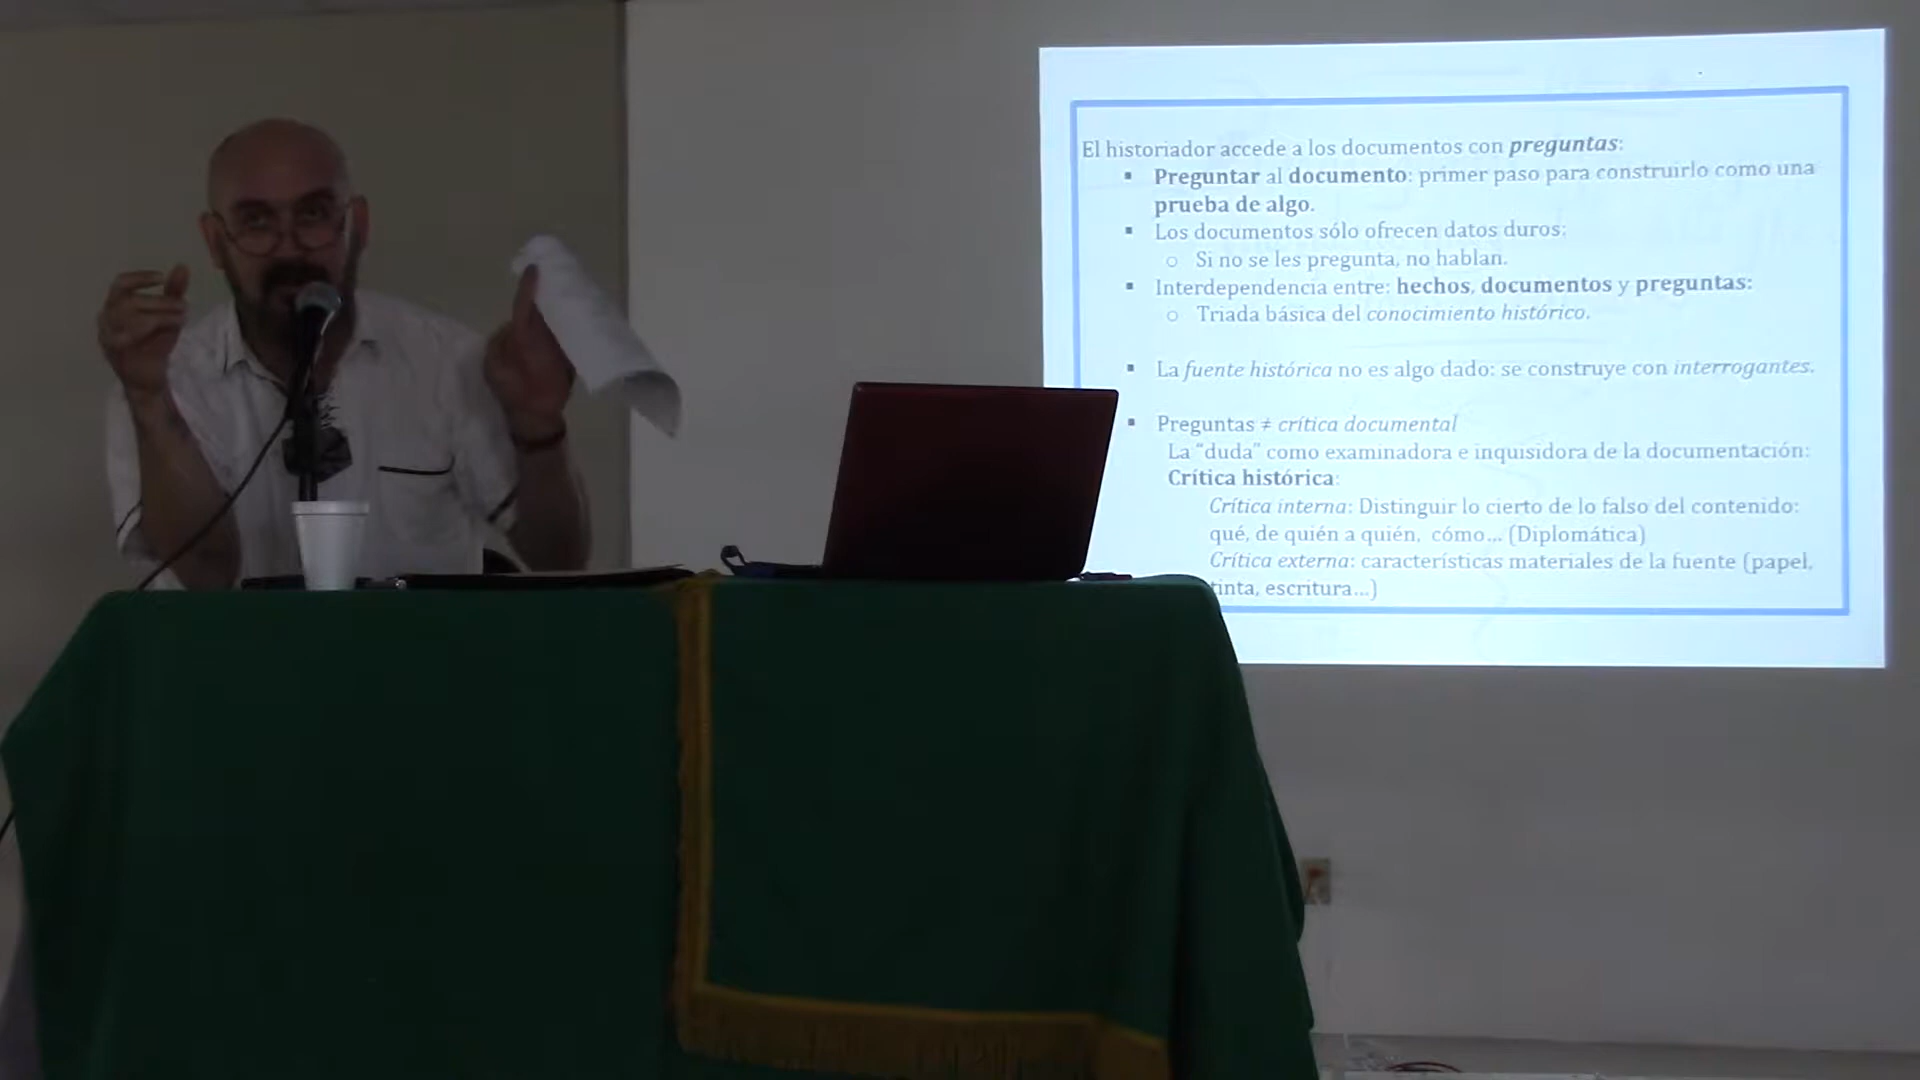 El historiador accede a los documentos con preguntas:
▪ Preguntar al documento: primer paso para construirlo como una
prueba de algo.
▪ Los documentos sólo ofrecen datos duros:
○ Si no se les pregunta, no hablan.
▪ Interdependencia entre: hechos, documentos y preguntas:
○ Triada básica del conocimiento histórico.
▪ La fuente histórica no es algo dado: se construye con interrogantes.
▪ Preguntas ≠ crítica documental
La “duda” como examinadora e inquisidora de la documentación:
Crítica histórica:
Crítica interna: Distinguir lo cierto de lo falso del contenido:
qué, de quién a quién, cómo... (Diplomática)
Crítica externa: características materiales de la fuente (papel,
tinta, escritura...)